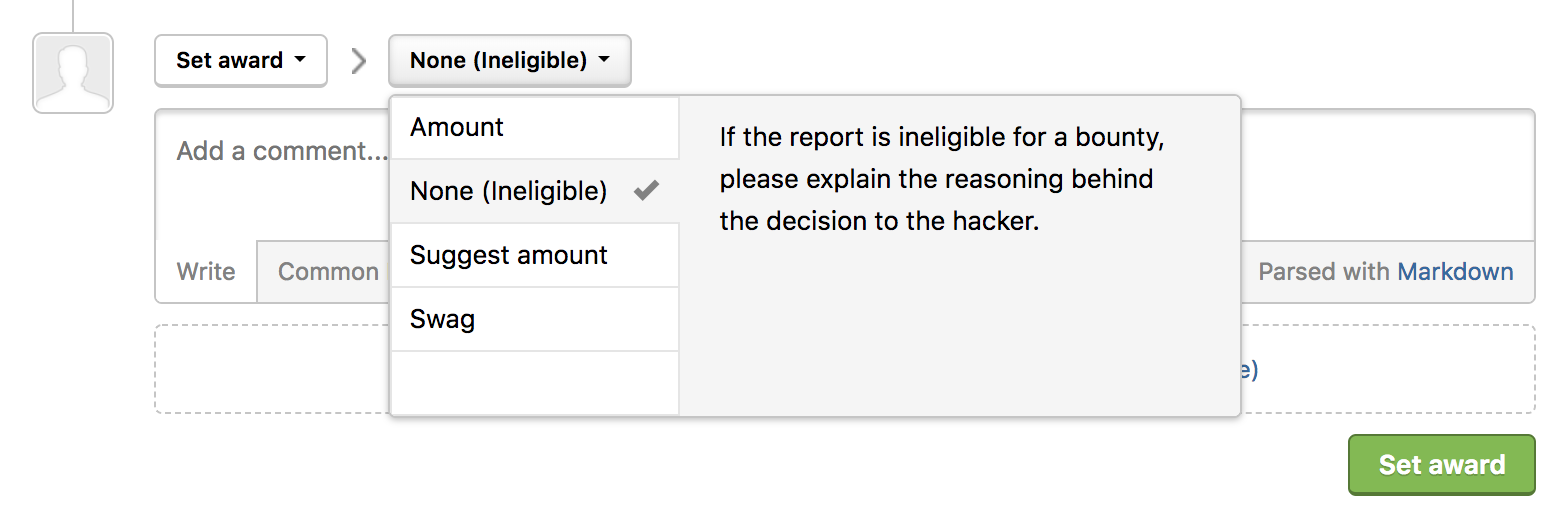 Set award
None (Ineligible)
Add a comment...
Amount
None (Ineligible)
Suggest amount
Swag
If the report is ineligible for a bounty,
please explain the reasoning behind
the decision to the hacker.
Write
Common
Parsed with Markdown
e)
Set award